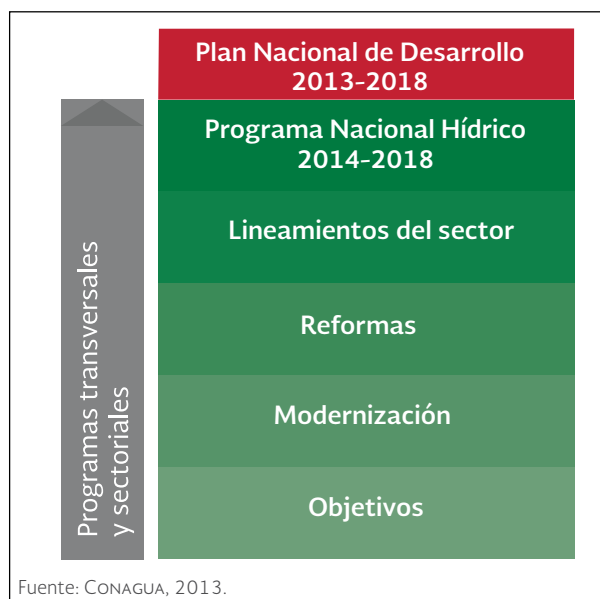 Plan Nacional de Desarrollo
2013-2018
Programa Nacional Hídrico
2014-2018
Lineamientos del sector
Reformas
Modernización
Objetivos
Programas transversales
y sectoriales
Fuente: CONAGUA, 2013.